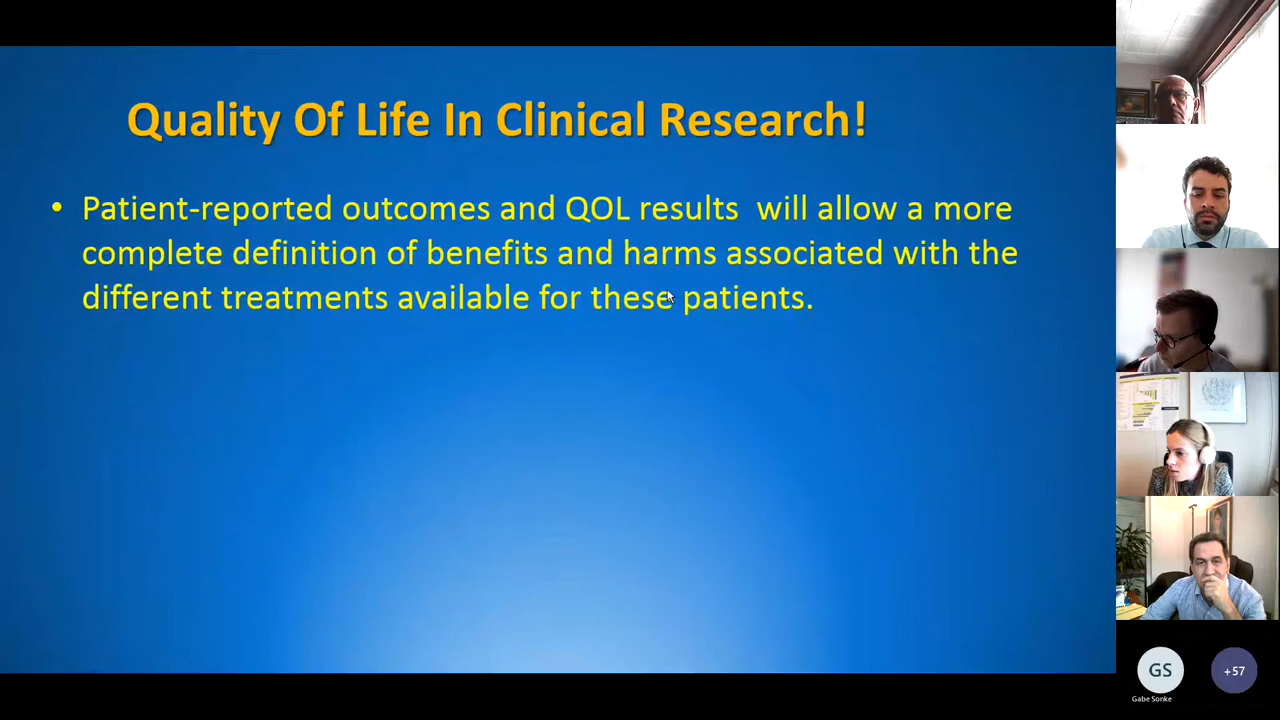 Quality Of Life In Clinical Research!
• Patient-reported outcomes and QOL results will allow a more
complete definition of benefits and harms associated with the
different treatments available for these patients.
GS
Gabe Sonke
+57